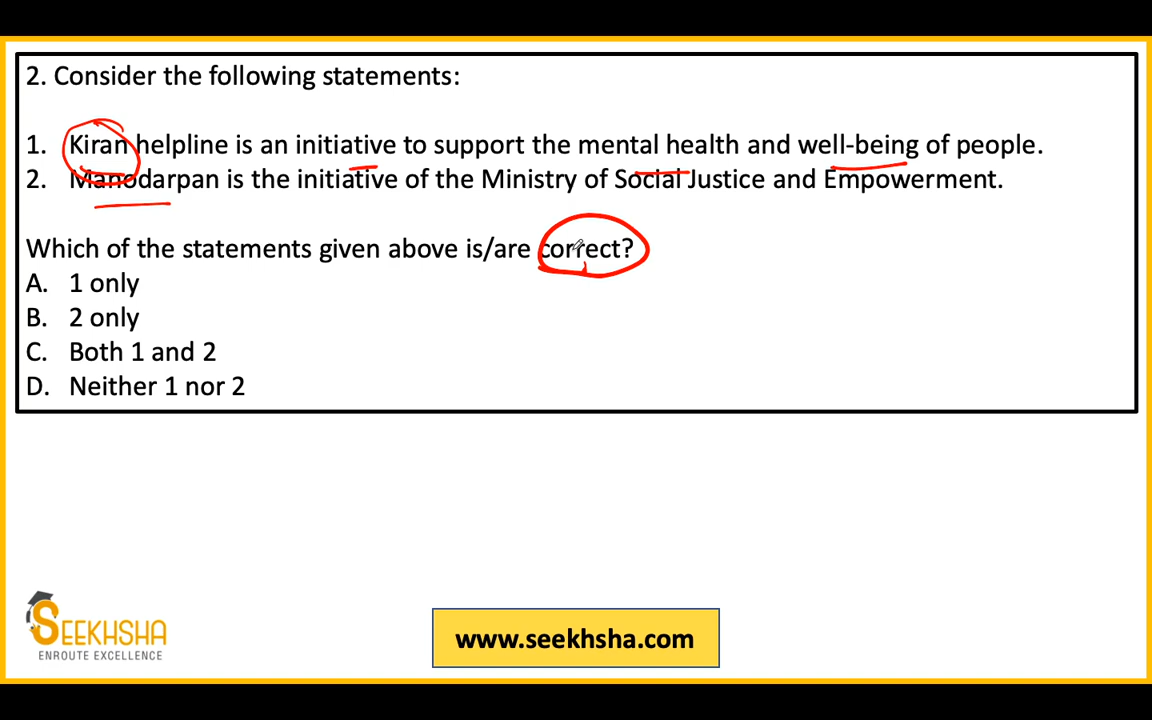 2. Consider the following statements:
1. Kiran helpline is an initiative to support the mental health and well-being of people.
2. Manodarpan is the initiative of the Ministry of Social Justice and Empowerment.
Which of the statements given above is/are correct?
A. 1 only
B. 2 only
C. Both 1 and 2
D. Neither 1 nor 2
SEEKHSHA
ENROUTE EXCELLENCE
www.seekhsha.com